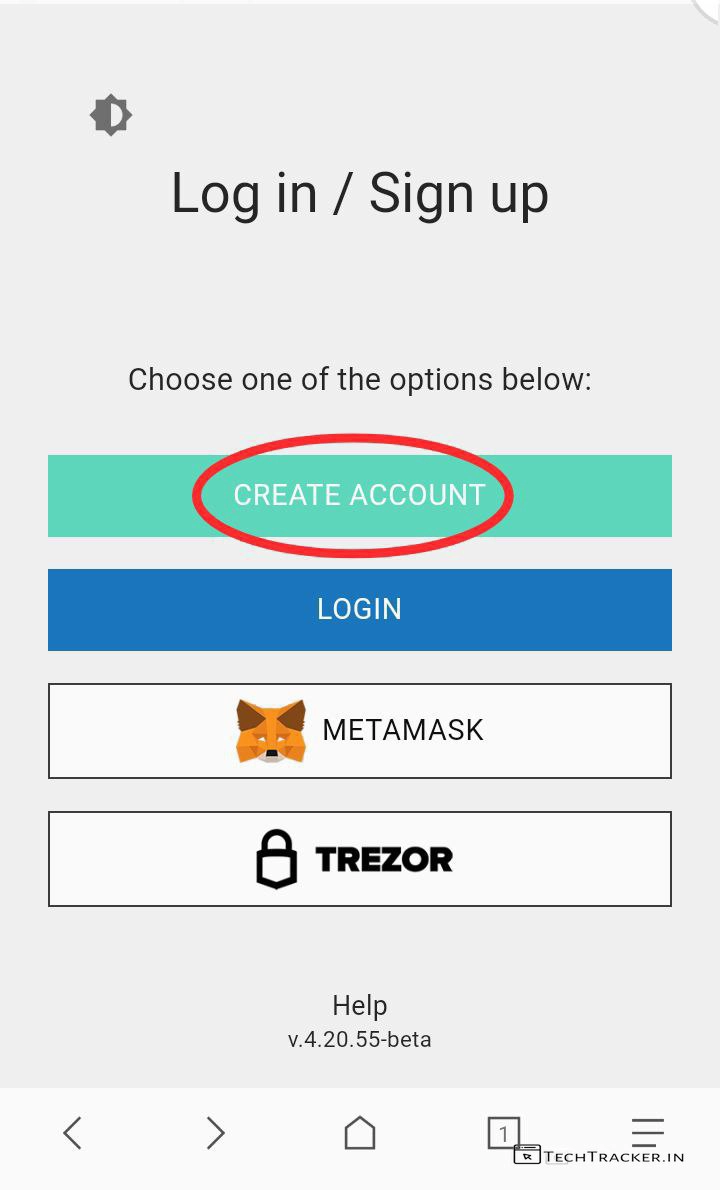 Log in / Sign up
Choose one of the options below:
CREATE ACCOUNT
LOGIN
METAMASK
TREZOR
Help
v.4.20.55-beta
1
TECHTRACKER.IN